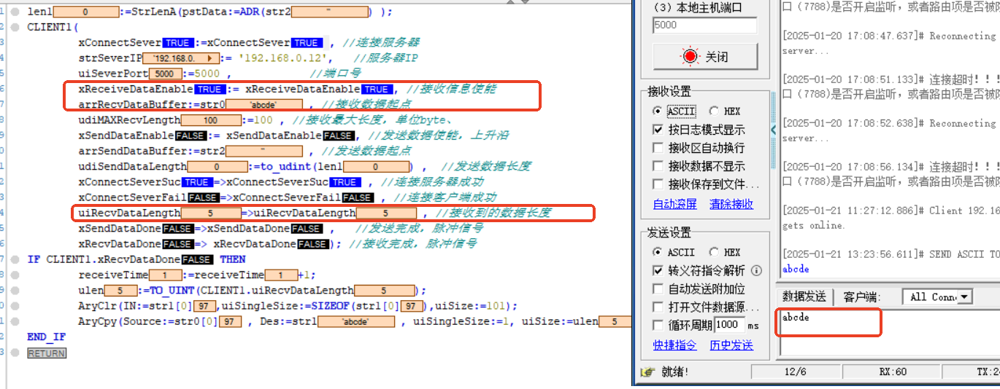 len1 0 :=StrLenA(pstData:=ADR(str2 '' ) );
CLIENT1(
xConnectSever TRUE :=xConnectSever TRUE , //连接服务器
strSeverIP '192.168.0. := '192.168.0.12', //服务器IP
uiSeverPort 5000 :=5000 , //端口号
xReceiveDataEnable TRUE := xReceiveDataEnable TRUE , //接收信息使能
arrRecvDataBuffer:=str0 'abcde' , //接收数据起点
udiMAXRecvLength 100 :=100 , //接收最大长度，单位byte、
xSendDataEnable FALSE := xSendDataEnable FALSE , //发送数据使能，上升沿
arrSendDataBuffer:=str2 '' , //发送数据起点
udiSendDataLength 0 :=to_udint(len1 0 ) , //发送数据长度
xConnectSeverSuc TRUE =>xConnectSeverSuc TRUE , //连接服务器成功
xConnectSeverFail FALSE =>xConnectSeverFail FALSE , //连接客户端成功
uiRecvDataLength 5 =>uiRecvDataLength 5 , //接收到的数据长度
xSendDataDone FALSE =>xSendDataDone FALSE , //发送完成，脉冲信号
xRecvDataDone FALSE => xRecvDataDone FALSE ); //接收完成，脉冲信号
IF CLIENT1.xRecvDataDone FALSE THEN
receiveTime 1 :=receiveTime 1 +1;
ulen 5 :=TO_UINT(CLIENT1.uiRecvDataLength 5 );
AryClr(IN:=str1[0] 97 ,uiSingleSize:=SIZEOF(str1[0] 97 ),uiSize:=101);
AryCpy(Source:=str0[0] 97 , Des:=str1 'abcde' , uiSingleSize:=1, uiSize:=ulen 5
END_IF
RETURN
(3) 本地主机端口
5000
关闭
接收设置
ASCII HEX
按日志模式显示
接收区自动换行
接收数据不显示
接收保存到文件...
自动滚屏 清除接收
发送设置
ASCII HEX
转义符指令解析
自动发送附加位
打开文件数据源...
循环周期 1000 ms
快捷指令 历史发送
口（7788)是否开启监听，或者路由项是否被防
[2025-01-20 17:08:47.637]# Reconnecting
server...
[2025-01-20 17:08:51.133]# 连接超时！！！
口（7788)是否开启监听，或者路由项是否被防
[2025-01-20 17:08:52.638]# Reconnecting
server...
[2025-01-20 17:08:56.134]# 连接超时！！！
口（7788)是否开启监听，或者路由项是否被防
[2025-01-21 11:27:12.886]# Client 192.16
gets online.
[2025-01-21 13:23:56.611]# SEND ASCII TO
abcde
数据发送 客户端: All Conn
abcde
就绪! 12/6 RX:60 TX:2